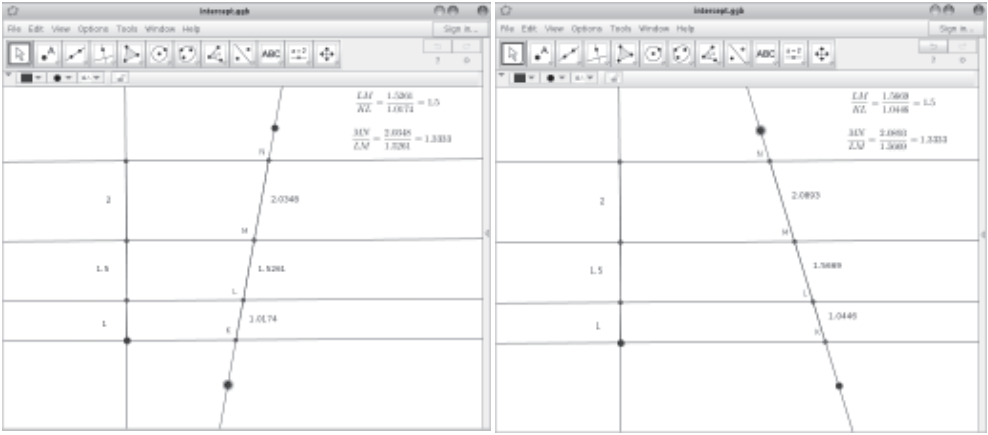 intercept.ggb
File Edit View Options Tools Window Help
Sign in...
ABC
a=2
?
LM/KL = 1.5261/1.0174 = 1.5
MN/LM = 2.0348/1.5261 = 1.3333
N
2
2.0348
M
1.5
1.5261
L
1
1.0174
K
intercept.ggb
File Edit View Options Tools Window Help
Sign in...
ABC
a=2
?
LM/KL = 1.5669/1.0446 = 1.5
MN/LM = 2.0893/1.5669 = 1.3333
N
2
2.0893
M
1.5
1.5669
L
1
1.0446
K